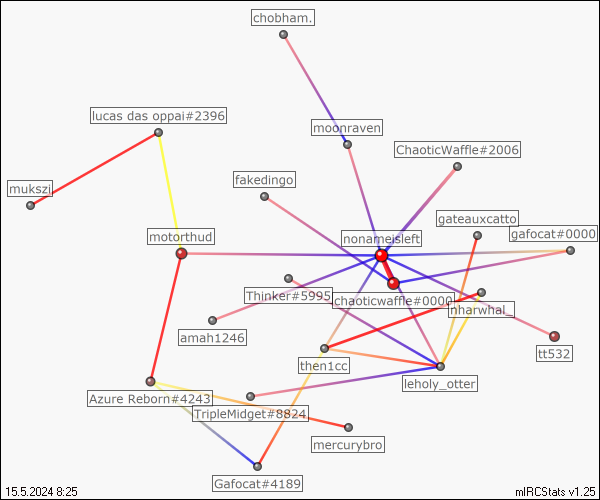 chobham.
lucas das oppai#2396
moonraven
ChaoticWaffle#2006
fakedingo
mukszi
gateauxcatto
motorthud
nonameisleft
gafocat#0000
Thinker#5995
chaoticwaffle#0000
nharwhal_
amah1246
tt532
then1cc
leholy_otter
Azure Reborn#4243
TripleMidget#8824
mercurybro
Gafocat#4189
15.5.2024 8:25
mIRCStats v1.25